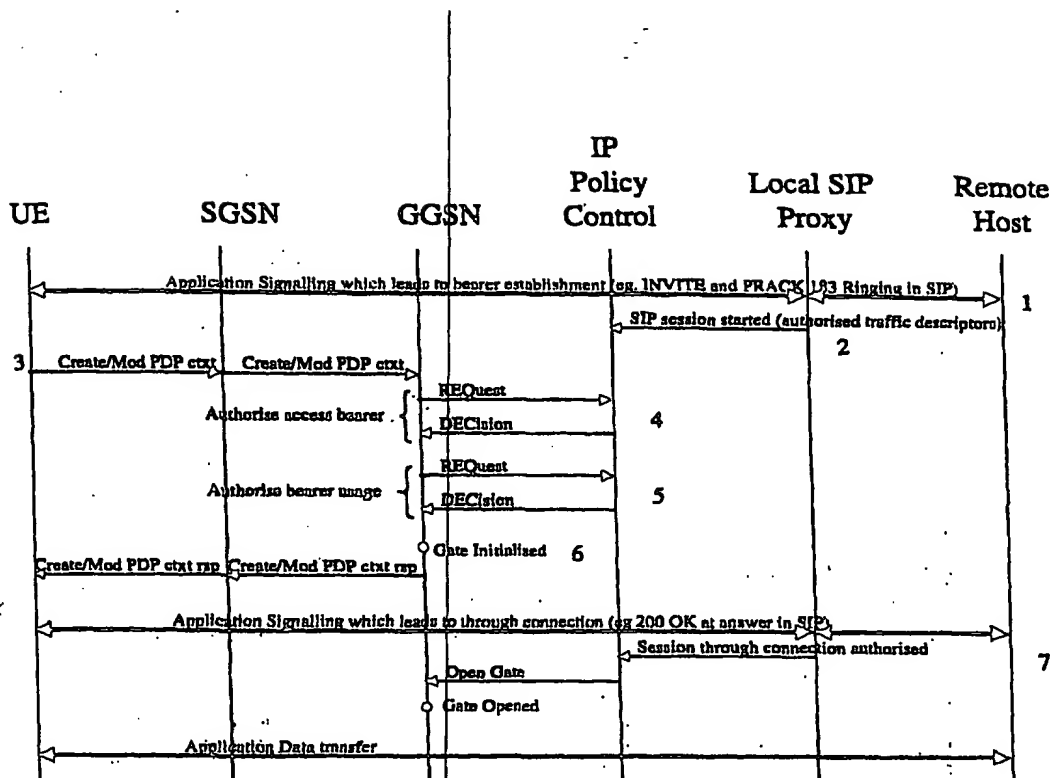 IP
Policy
Control
Local SIP
Proxy
Remote
Host
UE
SGSN
GGSN
Application Signalling which leads to bearer establishment (eg. INVITE and PRACK 183 Ringing in SIP)
1
SIP session started (authorised traffic descriptors)
2
3
Create/Mod PDP ctxt
Create/Mod PDP ctxt
REQuest
Authorise access bearer
4
DECision
REQuest
Authorise bearer usage
5
DECision
Gate Initialised
6
Create/Mod PDP ctxt rsp
Create/Mod PDP ctxt rsp
Application Signalling which leads to through connection (eg 200 OK at answer in SIP)
Session through connection authorised
7
Open Gate
Gate Opened
Application Data transfer